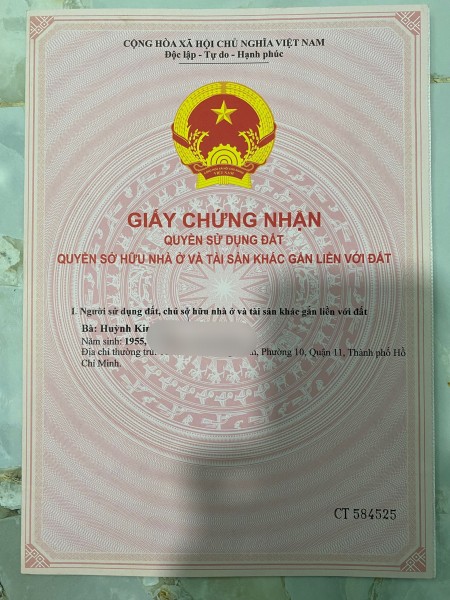 CỘNG HÒA XÃ HỘI CHỦ NGHĨA VIỆT NAM
Độc lập - Tự do - Hạnh phúc
VIỆT NAM
GIẤY CHỨNG NHẬN
QUYỀN SỬ DỤNG ĐẤT
QUYỀN SỞ HỮU NHÀ Ở VÀ TÀI SẢN KHÁC GẮN LIỀN VỚI ĐẤT
I. Người sử dụng đất, chủ sở hữu nhà ở và tài sản khác gắn liền với đất
Bà: Huỳnh
Năm sinh: 1955,
Địa chỉ thường Phường 10, Quận 11, Thành phố Hồ
Chí Minh.
CT 584525